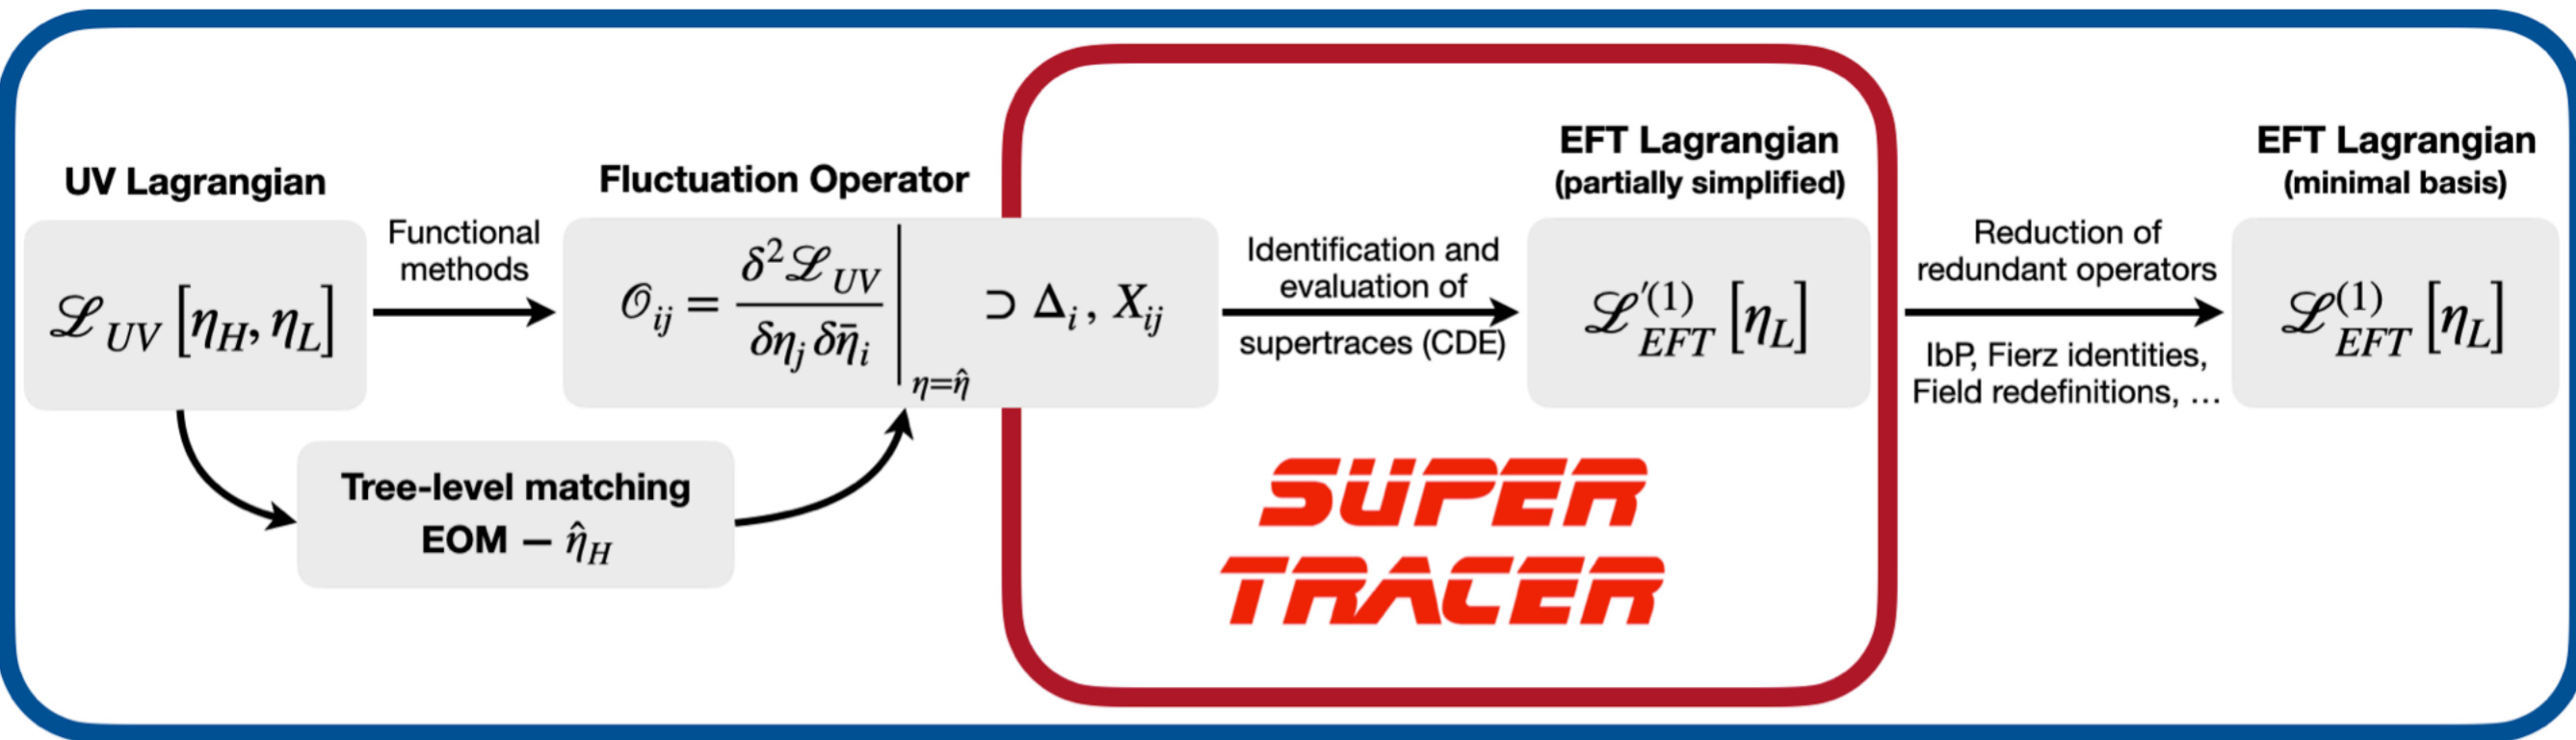 UV Lagrangian
ℒ_UV [η_H, η_L]
Functional
methods
Tree-level matching
EOM – η̂_H
Fluctuation Operator
𝒪_ij = δ²ℒ_UV / δη_j δη̄_i |_η=η̂ ⊃ Δ_i, X_ij
Identification and
evaluation of
supertraces (CDE)
EFT Lagrangian
(partially simplified)
ℒ′^(1)_EFT [η_L]
SUPER
TRACER
Reduction of
redundant operators
IbP, Fierz identities,
Field redefinitions, …
EFT Lagrangian
(minimal basis)
ℒ^(1)_EFT [η_L]